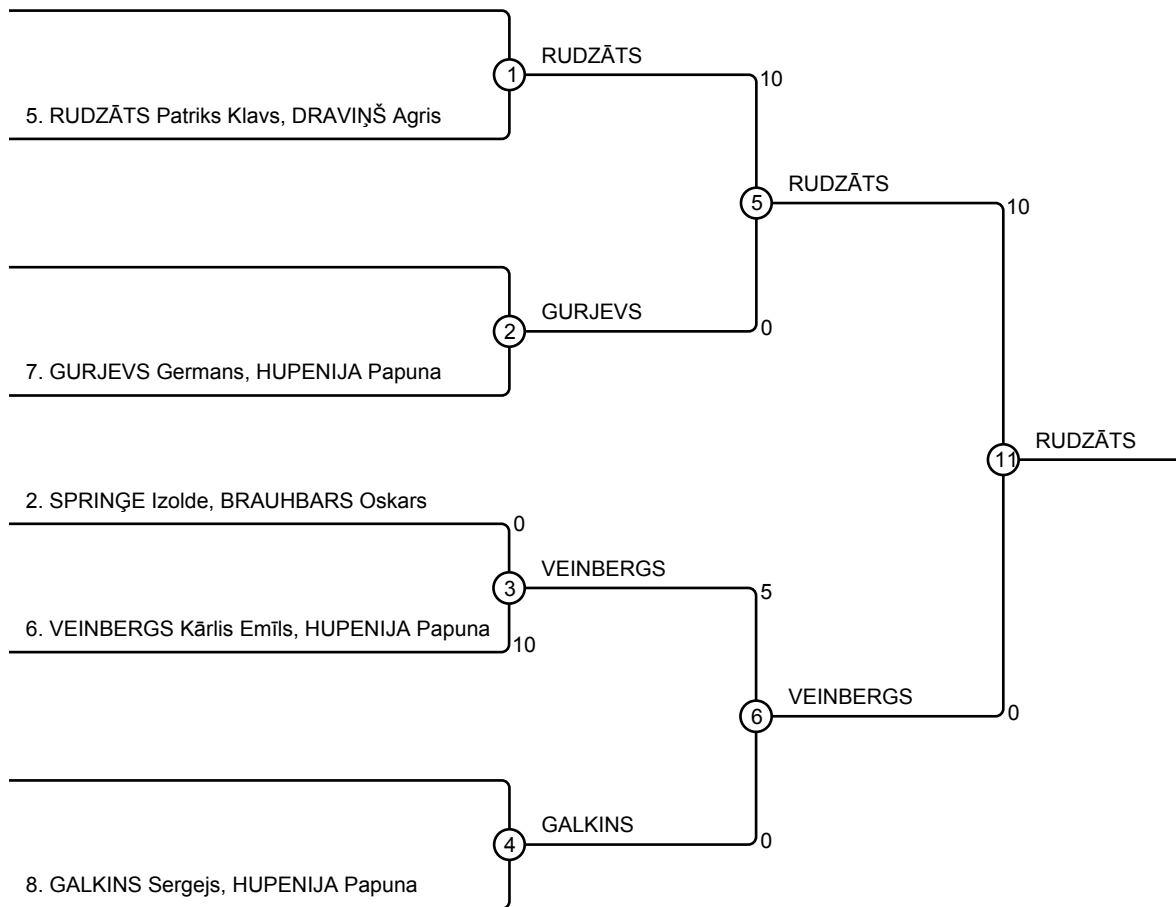 RUDZĀTS
1
10
5. RUDZĀTS Patriks Klavs, DRAVIŅŠ Agris
RUDZĀTS
5
10
GURJEVS
2
0
7. GURJEVS Germans, HUPENIJA Papuna
RUDZĀTS
11
2. SPRINĢE Izolde, BRAUHBARS Oskars
0
VEINBERGS
3
5
6. VEINBERGS Kārlis Emīls, HUPENIJA Papuna
10
VEINBERGS
6
0
GALKINS
4
0
8. GALKINS Sergejs, HUPENIJA Papuna